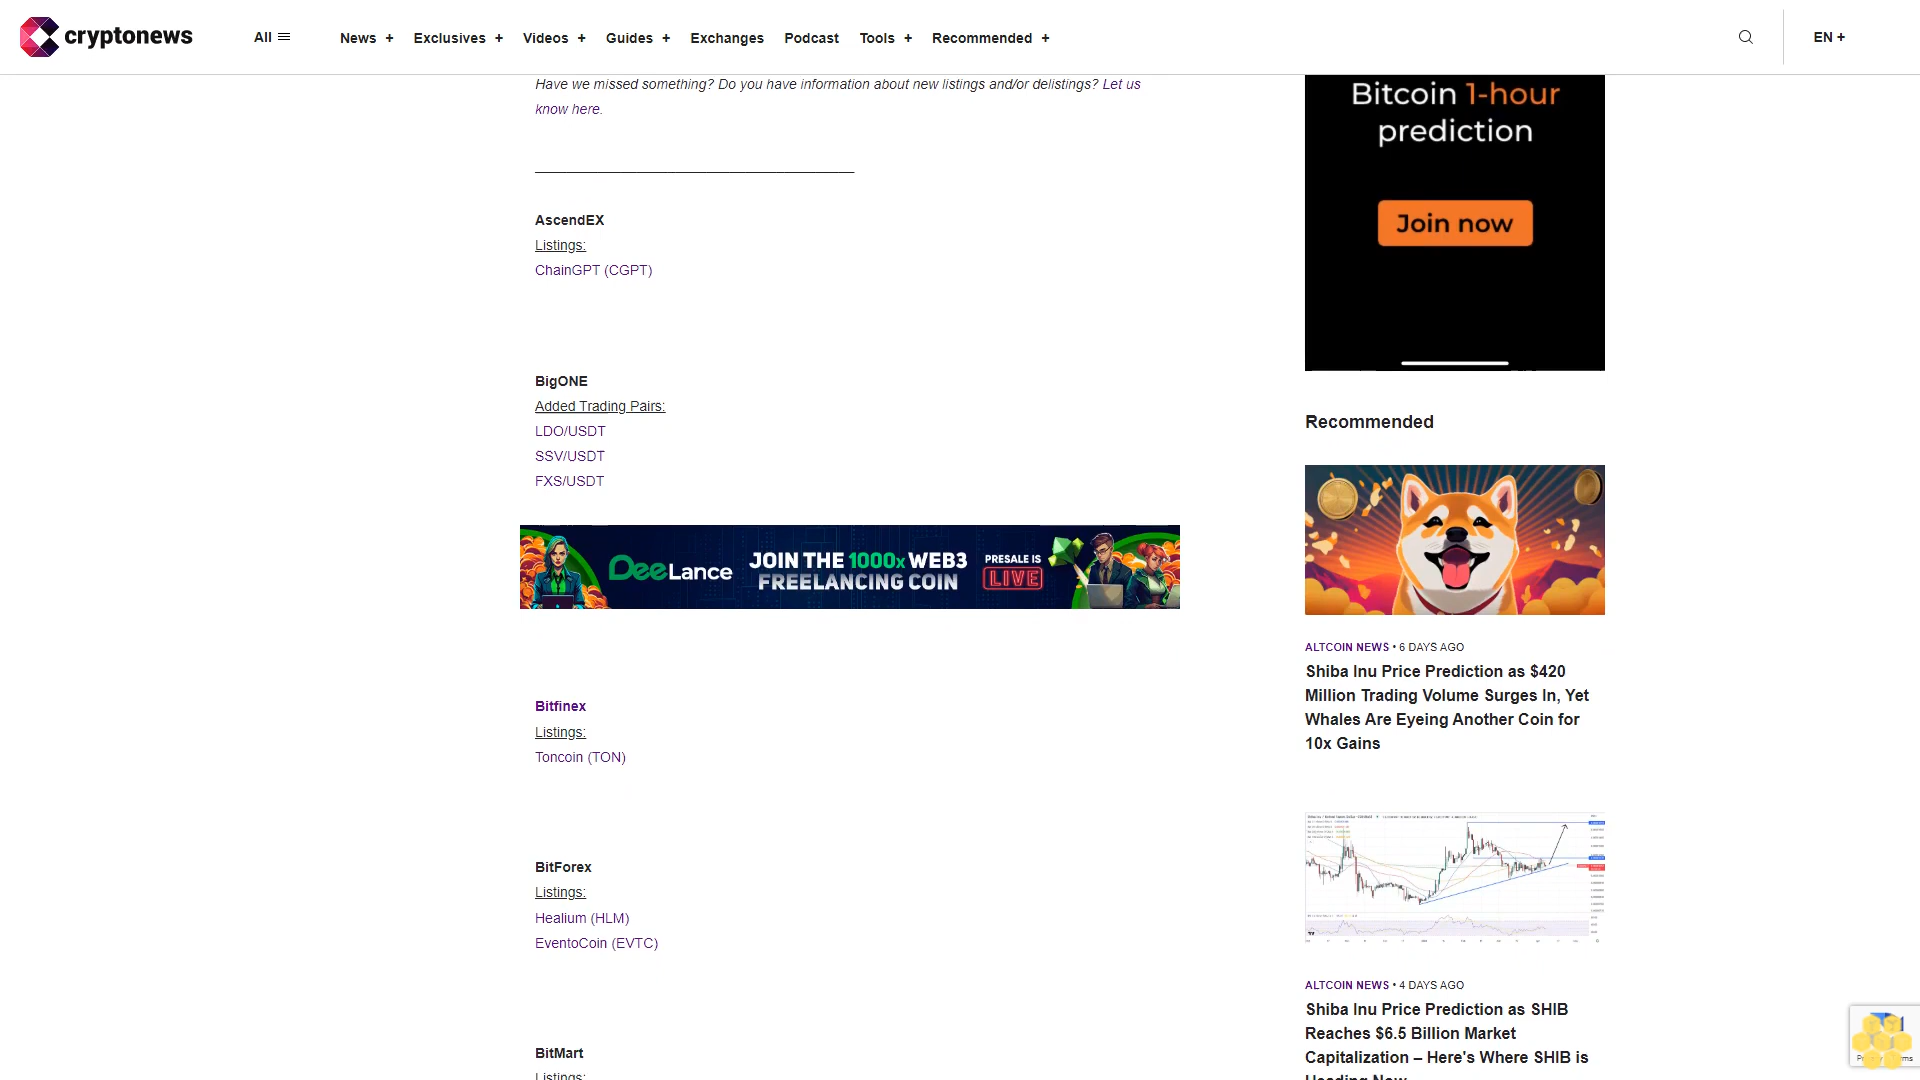 cryptonews
All
News +
Exclusives +
Videos +
Guides +
Exchanges
Podcast
Tools +
Recommended +
EN +
Have we missed something? Do you have information about new listings and/or delistings? Let us
know here.
AscendEX
Listings:
ChainGPT (CGPT)
BigONE
Added Trading Pairs:
LDO/USDT
SSV/USDT
FXS/USDT
DeeLance
JOIN THE 1000x WEB3
FREELANCING COIN
PRESALE IS
LIVE
Bitfinex
Listings:
Toncoin (TON)
BitForex
Listings:
Healium (HLM)
EventoCoin (EVTC)
BitMart
Listings:
Bitcoin 1-hour
prediction
Join now
Recommended
ALTCOIN NEWS • 6 DAYS AGO
Shiba Inu Price Prediction as $420
Million Trading Volume Surges In, Yet
Whales Are Eyeing Another Coin for
10x Gains
ALTCOIN NEWS • 4 DAYS AGO
Shiba Inu Price Prediction as SHIB
Reaches $6.5 Billion Market
Capitalization – Here's Where SHIB is
Heading Now